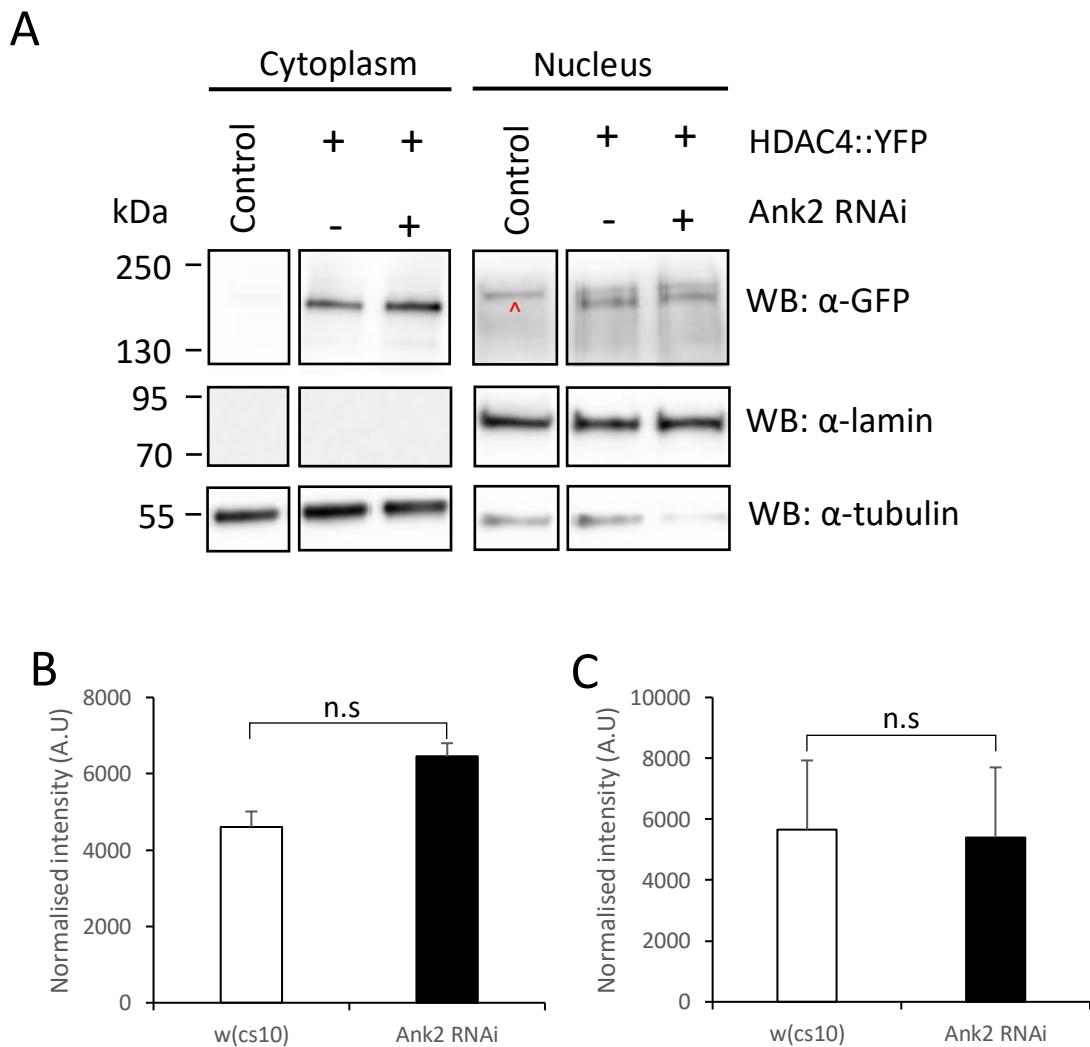 A
Cytoplasm Nucleus
Control + + Control + + HDAC4::YFP
kDa - + - + Ank2 RNAi
250
^
WB: α-GFP
130
95
WB: α-lamin
70
55 WB: α-tubulin
B
Normalised intensity (A.U)
8000
6000
4000
2000
0
n.s
w(cs10) Ank2 RNAi
C
Normalised intensity (A.U)
10000
8000
6000
4000
2000
0
n.s
w(cs10) Ank2 RNAi